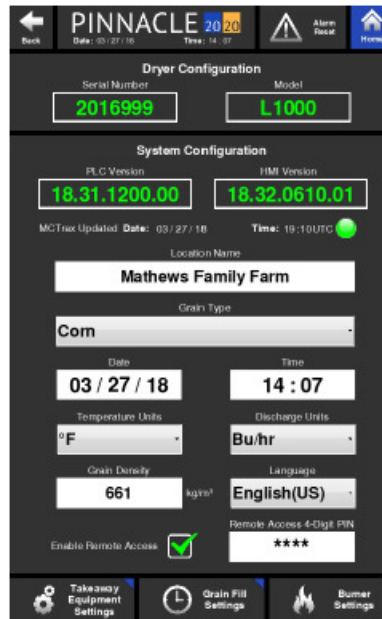 PINNACLE 20 20
Back
Date: 03/27/18 Time: 14:07
Alarm Reset
Home
Dryer Configuration
Serial Number Model
2016999 L1000
System Configuration
PLC Version HMI Version
18.31.1200.00 18.32.0610.01
MCTrax Updated Date: 03/27/18 Time: 19:10UTC
Location Name
Mathews Family Farm
Grain Type
Corn
Date Time
03 / 27 / 18 14 : 07
Temperature Units Discharge Units
°F Bu/hr
Grain Density Language
661 kg/m³ English(US)
Remote Access 4-Digit PIN
Enable Remote Access ****
Takeaway
Equipment
Settings
Grain Fill
Settings
Burner
Settings